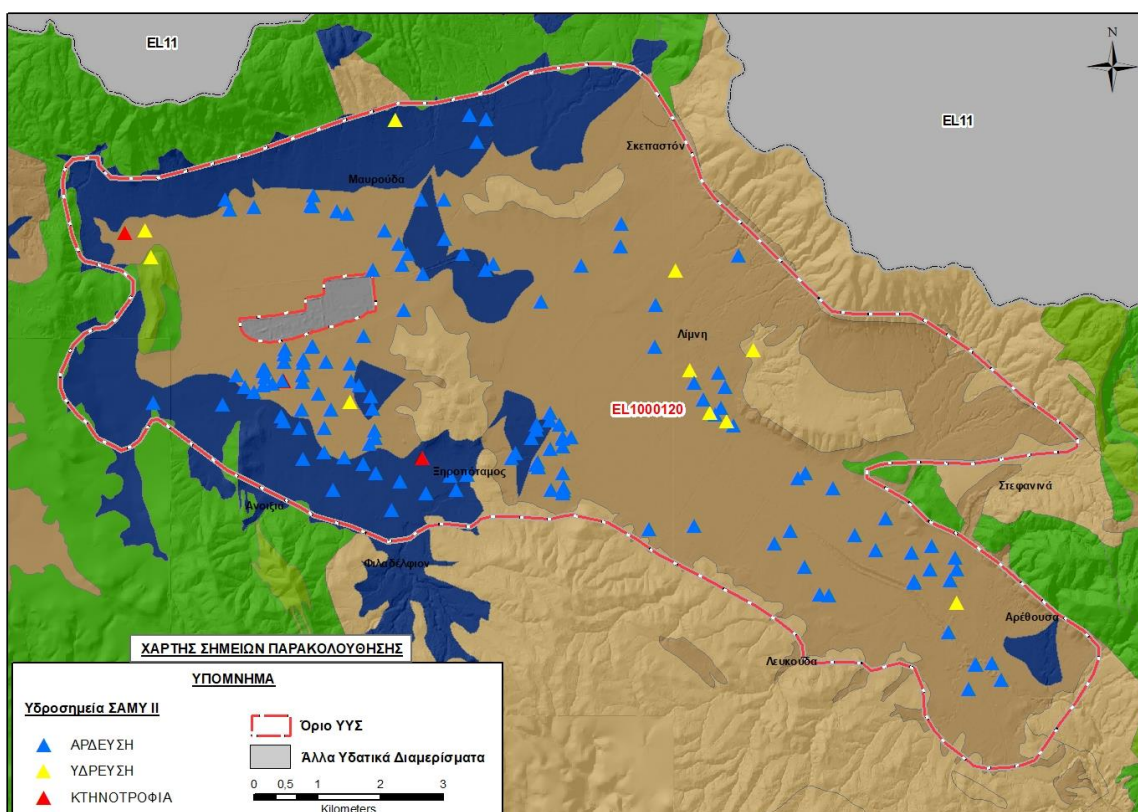 EL11
N
EL11
Σκεπαστόν
Μαυρούδα
Λίμνη
EL1000120
Ξηροπόταμος
Στεφανινά
Άνοιξια
Φιλαδέλφιον
Αρέθουσα
Λευκούδα
ΧΑΡΤΗΣ ΣΗΜΕΙΩΝ ΠΑΡΑΚΟΛΟΥΘΗΣΗΣ
ΥΠΟΜΝΗΜΑ
Υδροσημεία ΣΑΜΥ ΙΙ
ΑΡΔΕΥΣΗ
ΥΔΡΕΥΣΗ
ΚΤΗΝΟΤΡΟΦΙΑ
Όριο ΥΥΣ
Άλλα Υδατικά Διαμερίσματα
0 0,5 1 2 3
Kilometers